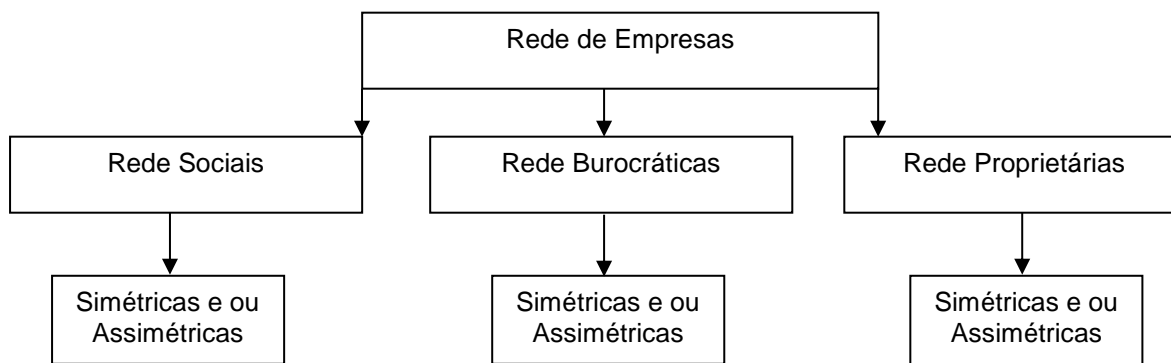 Rede de Empresas
Rede Sociais
Rede Burocráticas
Rede Proprietárias
Simétricas e ou
Assimétricas
Simétricas e ou
Assimétricas
Simétricas e ou
Assimétricas